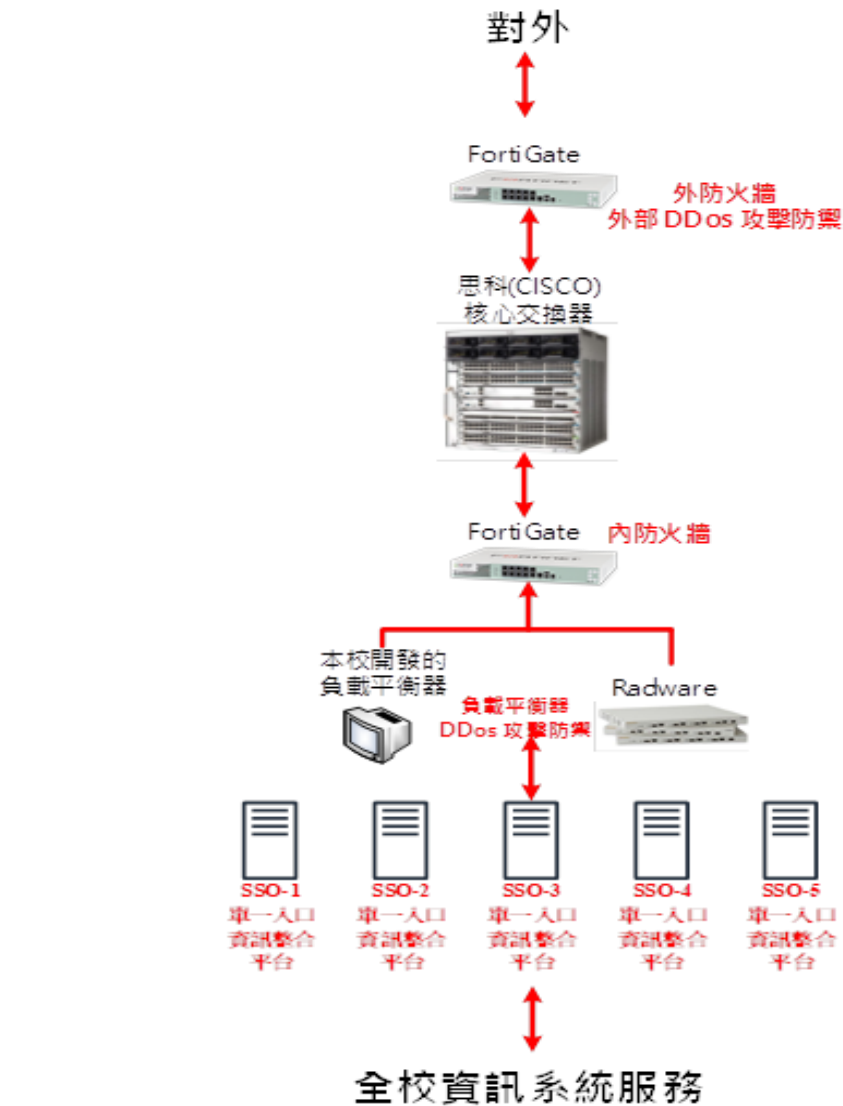 對外
FortiGate
外防火牆
外部 DDos 攻擊防禦
思科(CISCO)
核心交換器
FortiGate 內防火牆
本校開發的
負載平衡器
負載平衡器
DDos 攻擊防禦
Radware
SSO-1 SSO-2 SSO-3 SSO-4 SSO-5
單一入口 單一入口 單一入口 單一入口 單一入口
資訊整合 資訊整合 資訊整合 資訊整合 資訊整合
平台 平台 平台 平台 平台
全校資訊系統服務